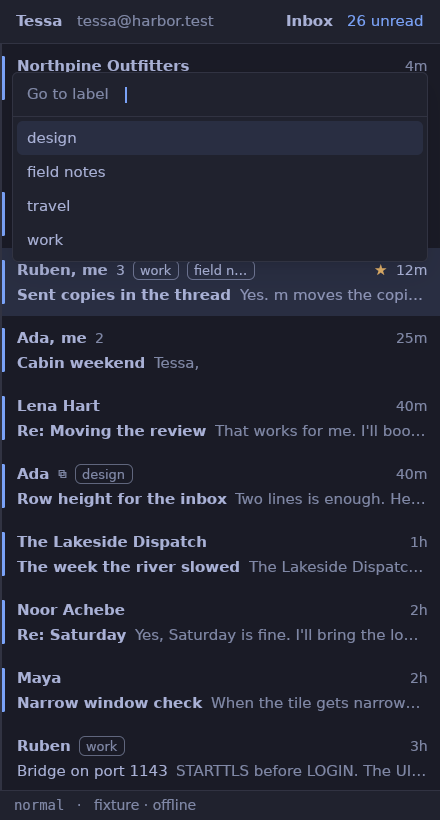 Tessa tessa@harbor.test Inbox 26 unread
Northpine Outfitters 4m
Go to label
design
field notes
travel
work
Ruben, me 3 work field n... ★ 12m
Sent copies in the thread Yes. m moves the copi...
Ada, me 2 25m
Cabin weekend Tessa,
Lena Hart 40m
Re: Moving the review That works for me. I'll boo...
Ada design 40m
Row height for the inbox Two lines is enough. He...
The Lakeside Dispatch 1h
The week the river slowed The Lakeside Dispatc...
Noor Achebe 2h
Re: Saturday Yes, Saturday is fine. I'll bring the lo...
Maya 2h
Narrow window check When the tile gets narrow...
Ruben work 3h
Bridge on port 1143 STARTTLS before LOGIN. The UI...
normal · fixture · offline